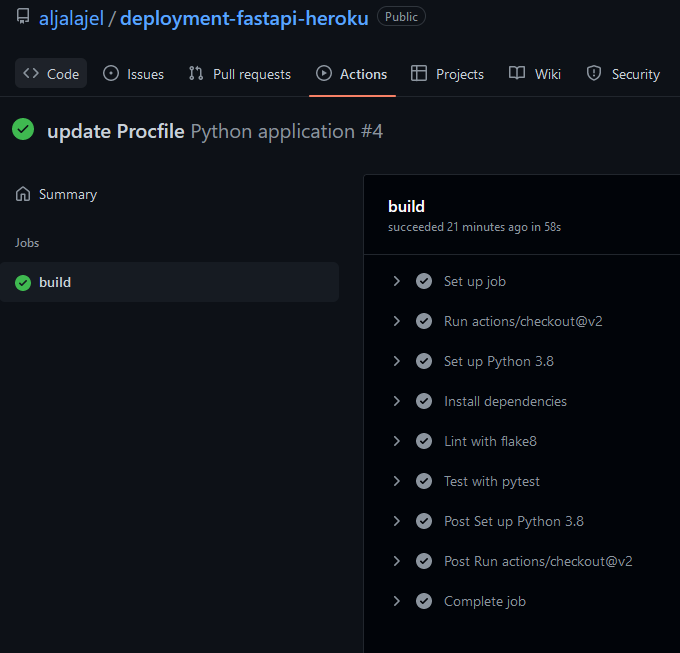 aljalajel / deployment-fastapi-heroku Public
Code Issues Pull requests Actions Projects Wiki Security
update Procfile Python application #4
Summary
Jobs
build
build
succeeded 21 minutes ago in 58s
Set up job
Run actions/checkout@v2
Set up Python 3.8
Install dependencies
Lint with flake8
Test with pytest
Post Set up Python 3.8
Post Run actions/checkout@v2
Complete job